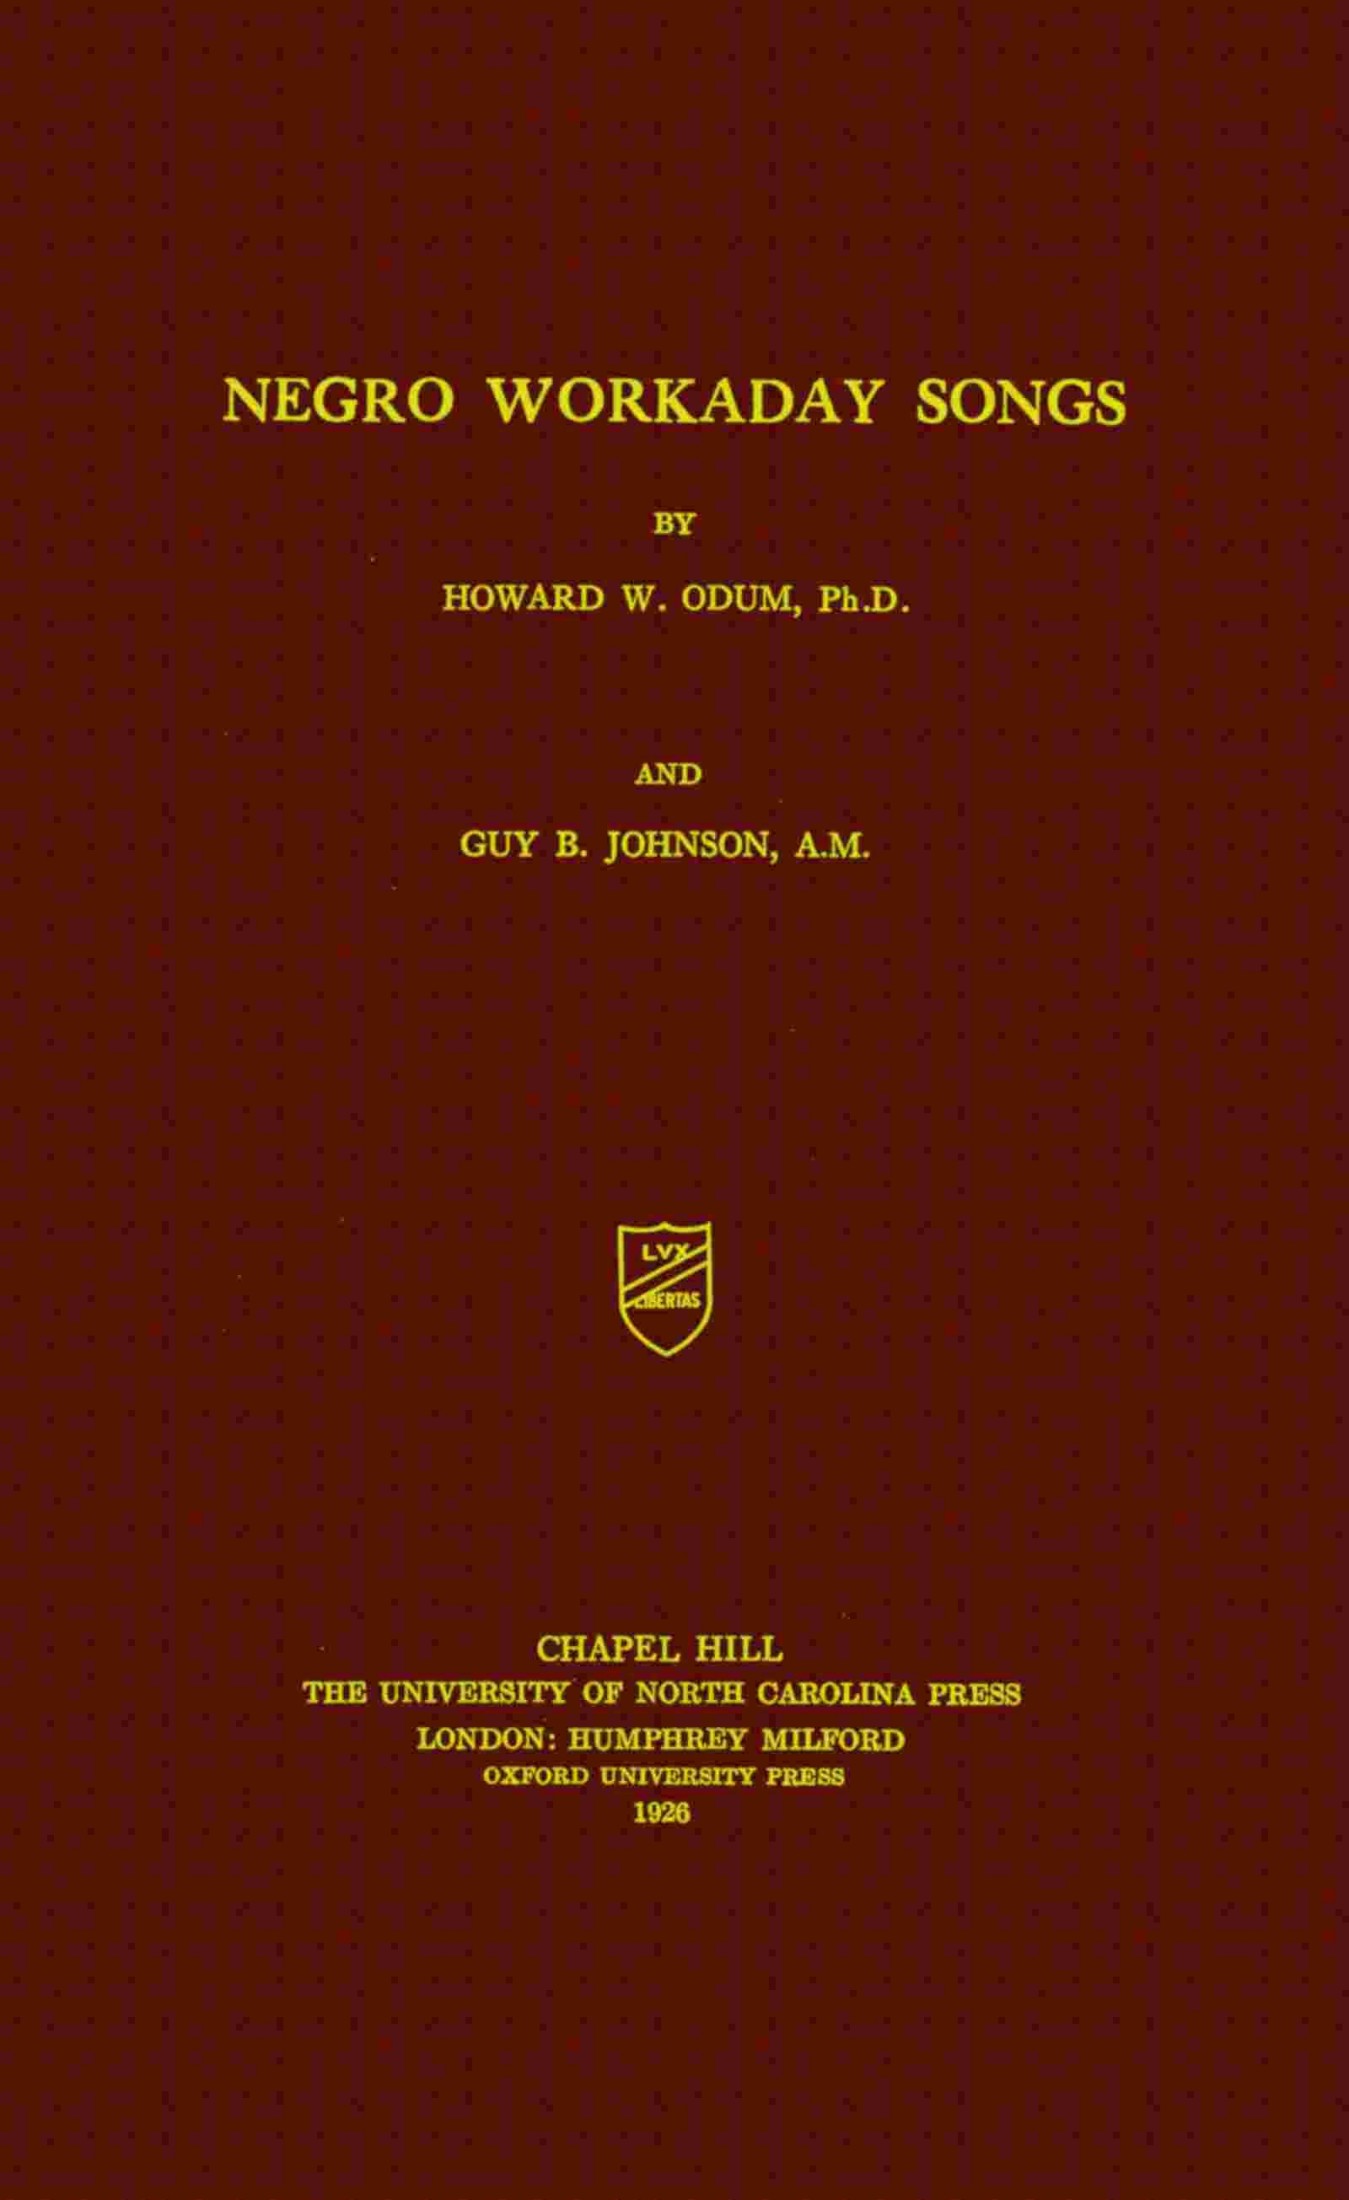 NEGRO WORKADAY SONGS
BY
HOWARD W. ODUM, Ph.D.
AND
GUY B. JOHNSON, A.M.
LVX
LIBERTAS
CHAPEL HILL
THE UNIVERSITY OF NORTH CAROLINA PRESS
LONDON: HUMPHREY MILFORD
OXFORD UNIVERSITY PRESS
1926